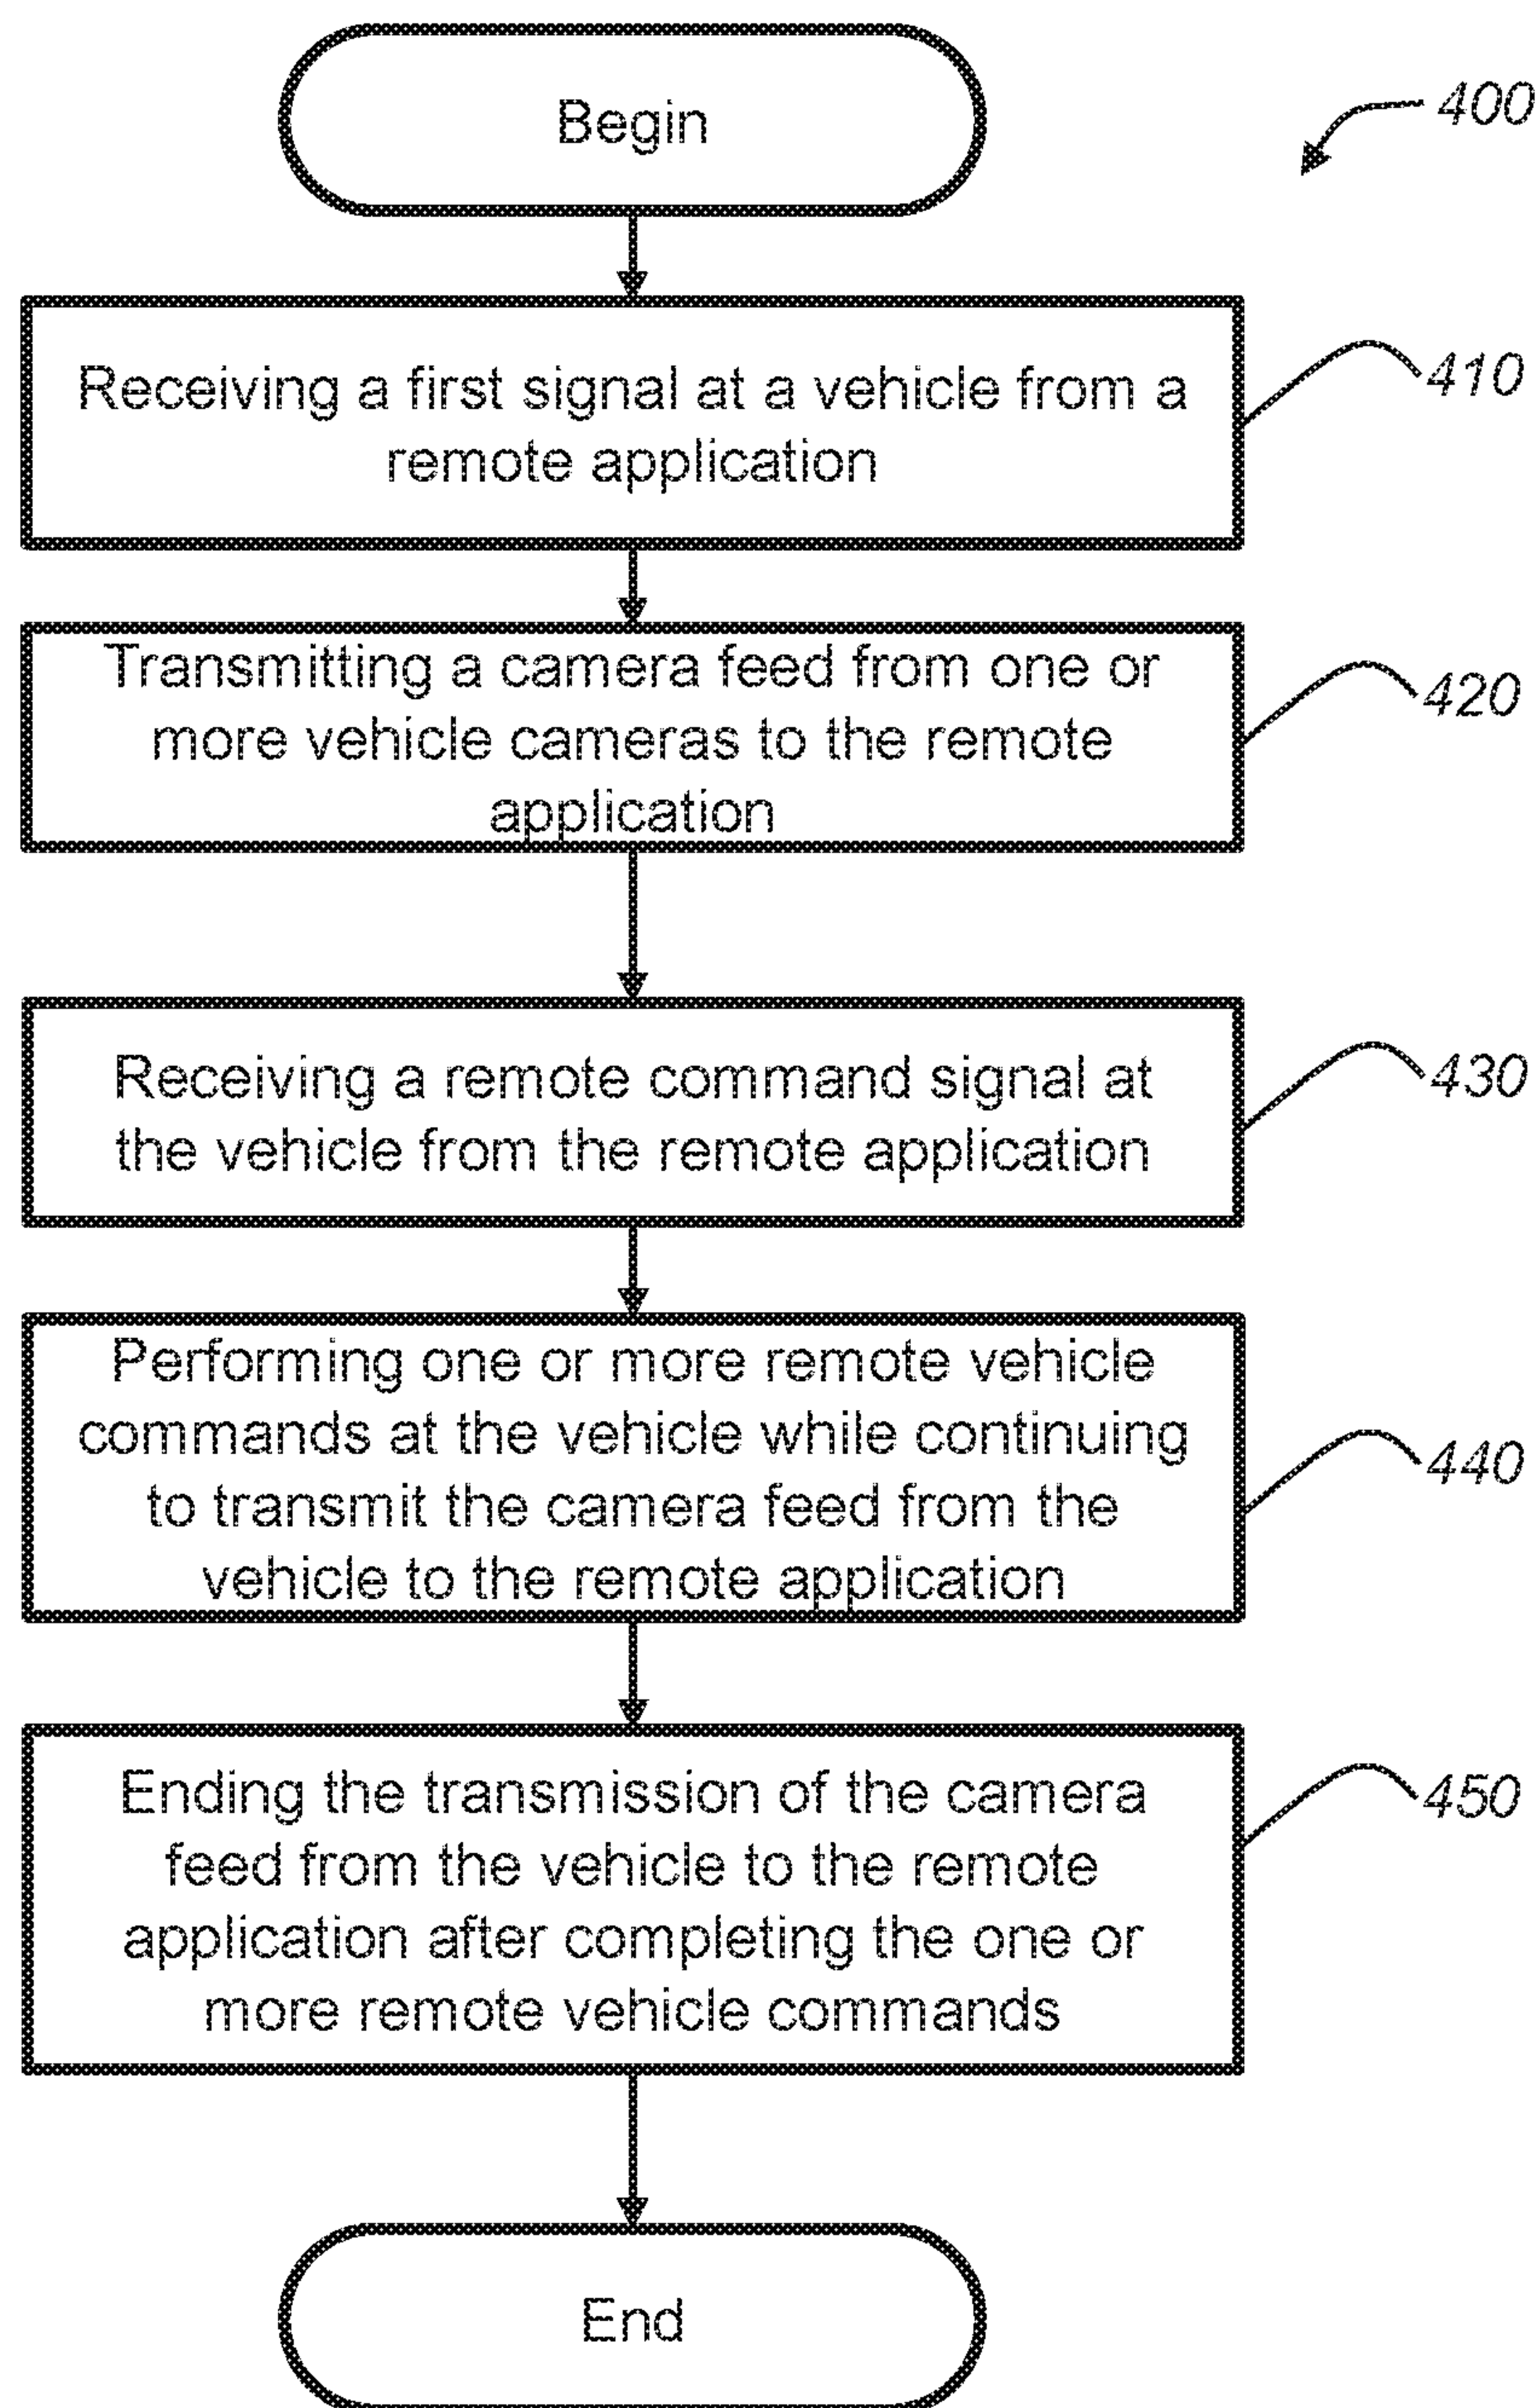 Begin
400
Receiving a first signal at a vehicle from a
remote application
410
Transmitting a camera feed from one or
more vehicle cameras to the remote
application
420
Receiving a remote command signal at
the vehicle from the remote application
430
Performing one or more remote vehicle
commands at the vehicle while continuing
to transmit the camera feed from the
vehicle to the remote application
440
Ending the transmission of the camera
feed from the vehicle to the remote
application after completing the one or
more remote vehicle commands
450
End